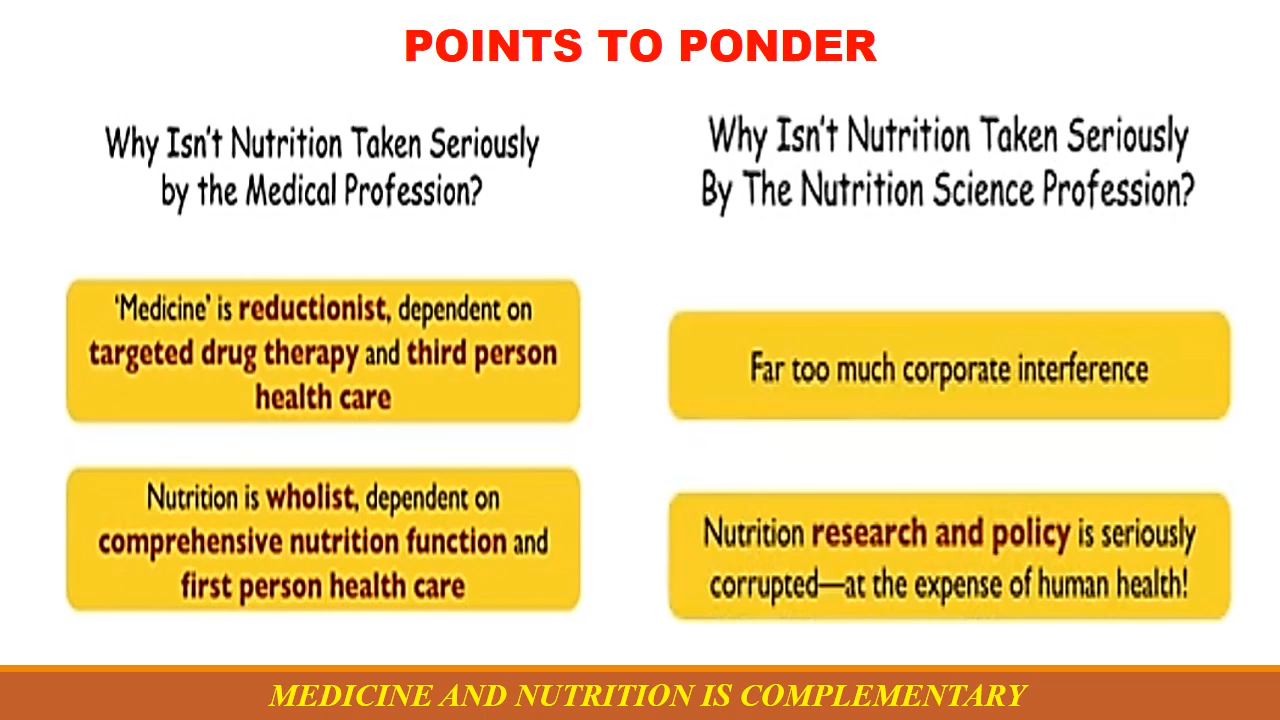 POINTS TO PONDER
Why Isn't Nutrition Taken Seriously
by the Medical Profession?
'Medicine' is reductionist, dependent on
targeted drug therapy and third person
health care
Nutrition is wholist, dependent on
comprehensive nutrition function and
first person health care
Why Isn't Nutrition Taken Seriously
By The Nutrition Science Profession?
Far too much corporate interference
Nutrition research and policy is seriously
corrupted—at the expense of human health!
MEDICINE AND NUTRITION IS COMPLEMENTARY